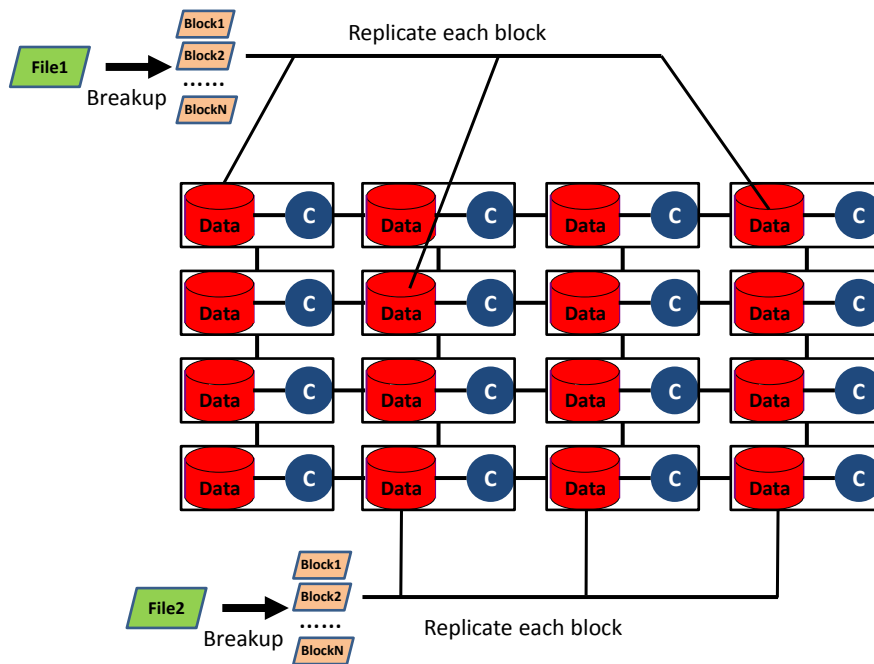 Block1
Replicate each block
Block2
File1
......
Breakup
BlockN
Data C Data C Data C Data C
Data C Data C Data C Data C
Data C Data C Data C Data C
Data C Data C Data C Data C
Block1
Block2
File2
......
Breakup
Replicate each block
BlockN